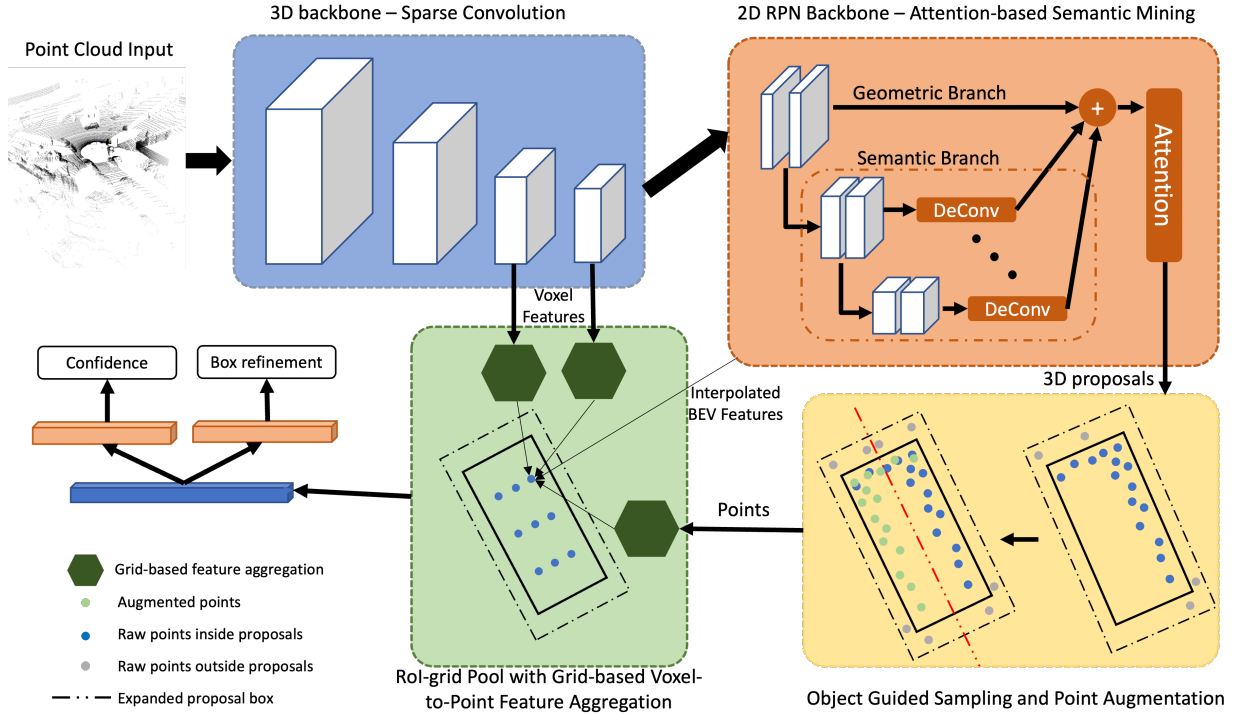 3D backbone – Sparse Convolution
2D RPN Backbone – Attention-based Semantic Mining
Point Cloud Input
Geometric Branch
+
Attention
Semantic Branch
DeConv
DeConv
Voxel
Features
3D proposals
Interpolated
BEV Features
Confidence
Box refinement
Points
Grid-based feature aggregation
Augmented points
Raw points inside proposals
Raw points outside proposals
Expanded proposal box
RoI-grid Pool with Grid-based Voxel-
to-Point Feature Aggregation
Object Guided Sampling and Point Augmentation